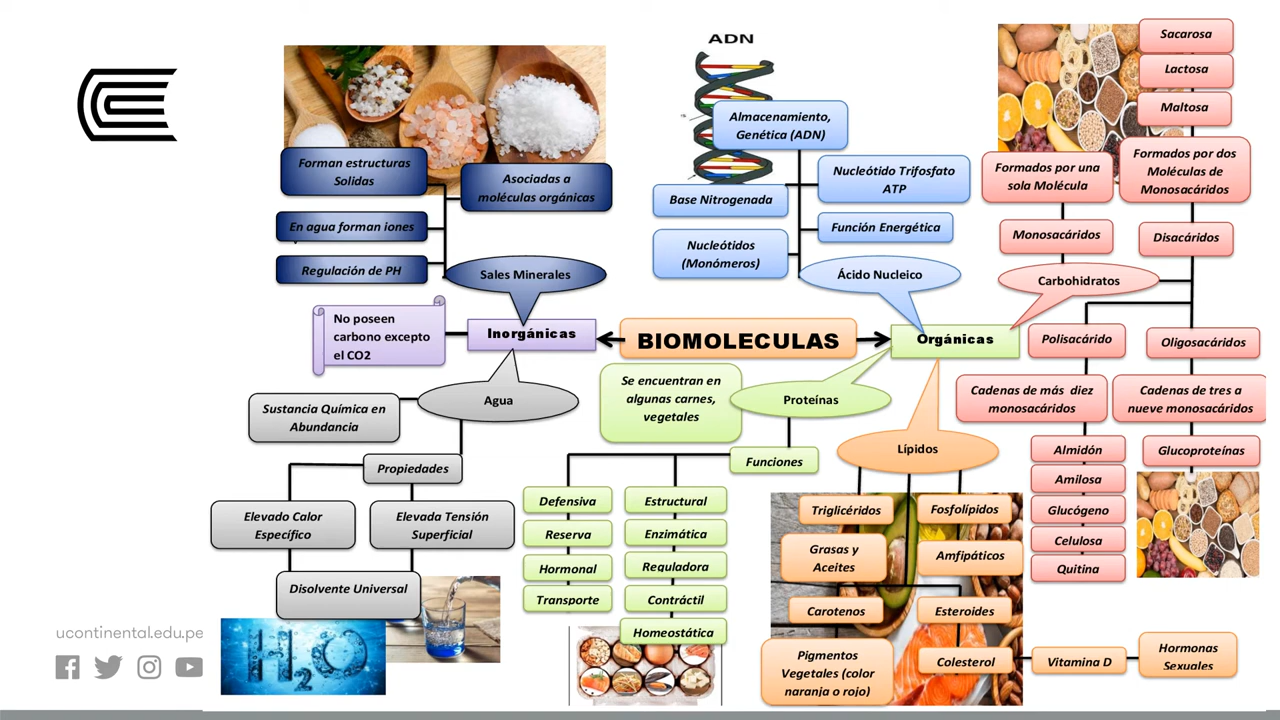 ADN
Almacenamiento,
Genética (ADN)
Nucleótido Trifosfato
ATP
Base Nitrogenada
Función Energética
Nucleótidos
(Monómeros)
Ácido Nucleico
Forman estructuras
Solidas
Asociadas a
moléculas orgánicas
En agua forman iones
Regulación de PH
Sales Minerales
Sacarosa
Lactosa
Maltosa
Formados por una
sola Molécula
Formados por dos
Moléculas de
Monosacáridos
Monosacáridos
Disacáridos
Carbohidratos
No poseen
carbono excepto
el CO2
Inorgánicas
BIOMOLECULAS
Orgánicas
Polisacárido
Oligosacáridos
Cadenas de más  diez
monosacáridos
Cadenas de tres a
nueve monosacáridos
Almidón
Amilosa
Glucógeno
Celulosa
Quitina
Glucoproteínas
Agua
Sustancia Química en
Abundancia
Propiedades
Elevado Calor
Específico
Elevada Tensión
Superficial
Disolvente Universal
H2O
Se encuentran en
algunas carnes,
vegetales
Proteínas
Funciones
Defensiva
Reserva
Hormonal
Transporte
Estructural
Enzimática
Reguladora
Contráctil
Homeostática
Lípidos
Triglicéridos
Grasas y
Aceites
Carotenos
Pigmentos
Vegetales (color
naranja o rojo)
Fosfolípidos
Amfipáticos
Esteroides
Colesterol
Vitamina D
Hormonas
Sexuales
ucontinental.edu.pe